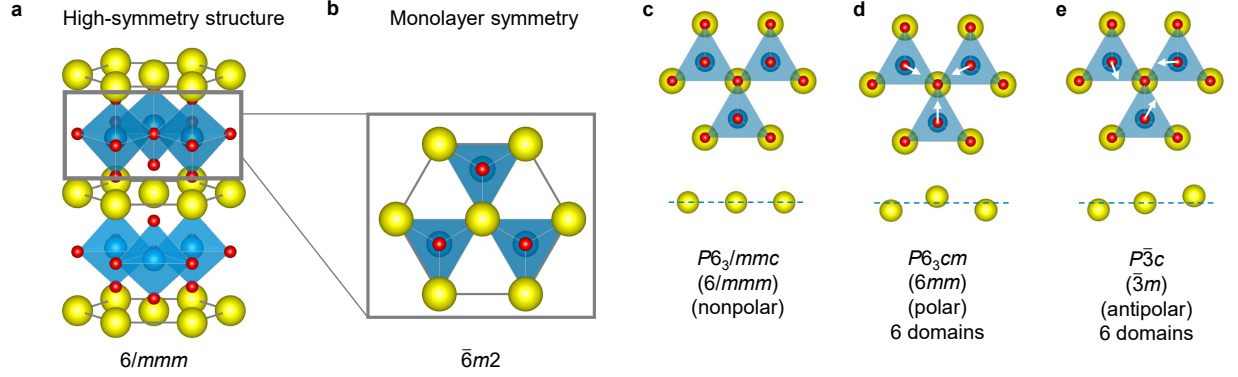 a
High-symmetry structure
6/mmm
b
Monolayer symmetry
6̅m2
c
P6₃/mmc
(6/mmm)
(nonpolar)
d
P6₃cm
(6mm)
(polar)
6 domains
e
P3̅c
(3̅m)
(antipolar)
6 domains